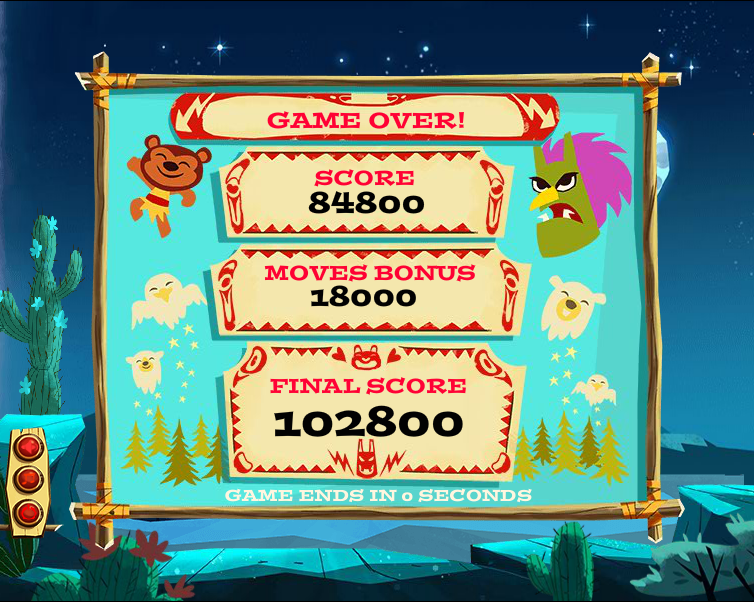 GAME OVER!
SCORE
84800
MOVES BONUS
18000
FINAL SCORE
102800
GAME ENDS IN 0 SECONDS